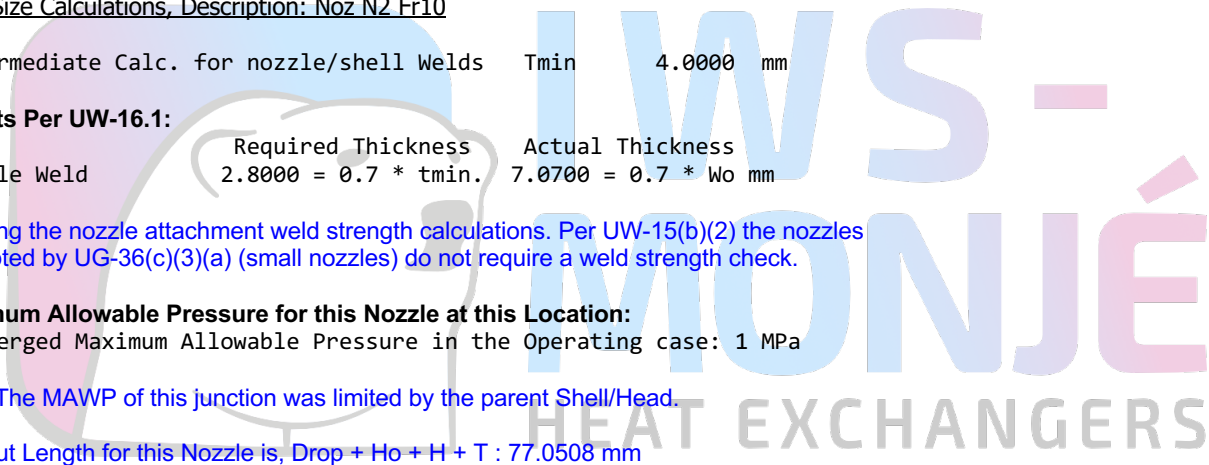 Size Calculations, Description: Noz N2 Fr10
rmediate Calc. for nozzle/shell Welds Tmin 4.0000 mm
ts Per UW-16.1:
Required Thickness Actual Thickness
le Weld 2.8000 = 0.7 * tmin. 7.0700 = 0.7 * Wo mm
ng the nozzle attachment weld strength calculations. Per UW-15(b)(2) the nozzles
pted by UG-36(c)(3)(a) (small nozzles) do not require a weld strength check.
num Allowable Pressure for this Nozzle at this Location:
erged Maximum Allowable Pressure in the Operating case: 1 MPa
The MAWP of this junction was limited by the parent Shell/Head.
ut Length for this Nozzle is, Drop + Ho + H + T : 77.0508 mm
IWS-
MONJÉ
HEAT EXCHANGERS